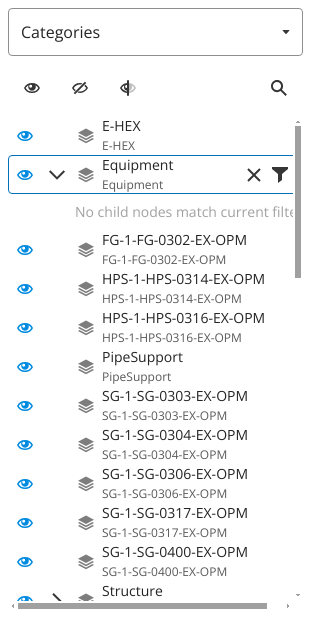 Categories
E-HEX
E-HEX
Equipment
Equipment
No child nodes match current filte
FG-1-FG-0302-EX-OPM
FG-1-FG-0302-EX-OPM
HPS-1-HPS-0314-EX-OPM
HPS-1-HPS-0314-EX-OPM
HPS-1-HPS-0316-EX-OPM
HPS-1-HPS-0316-EX-OPM
PipeSupport
PipeSupport
SG-1-SG-0303-EX-OPM
SG-1-SG-0303-EX-OPM
SG-1-SG-0304-EX-OPM
SG-1-SG-0304-EX-OPM
SG-1-SG-0306-EX-OPM
SG-1-SG-0306-EX-OPM
SG-1-SG-0317-EX-OPM
SG-1-SG-0317-EX-OPM
SG-1-SG-0400-EX-OPM
SG-1-SG-0400-EX-OPM
Structure